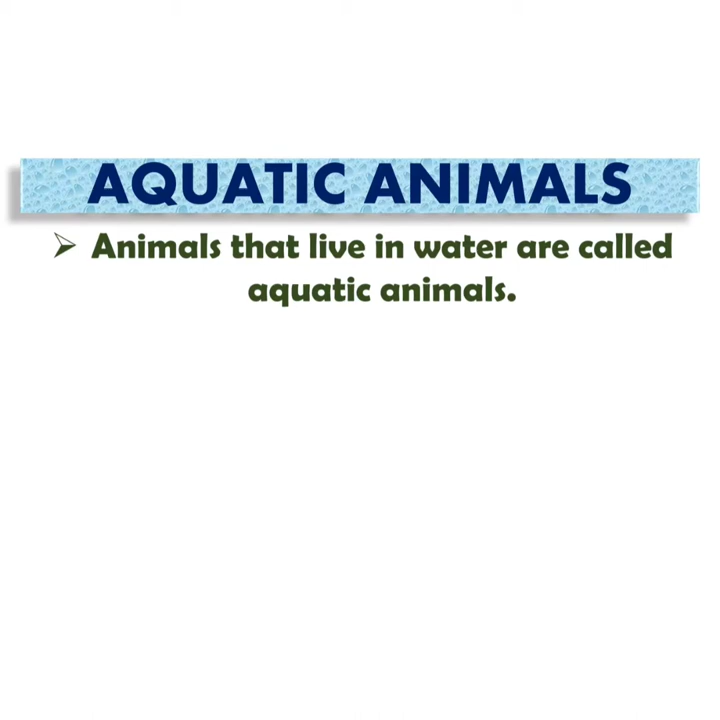 AQUATIC ANIMALS
➢ Animals that live in water are called
aquatic animals.